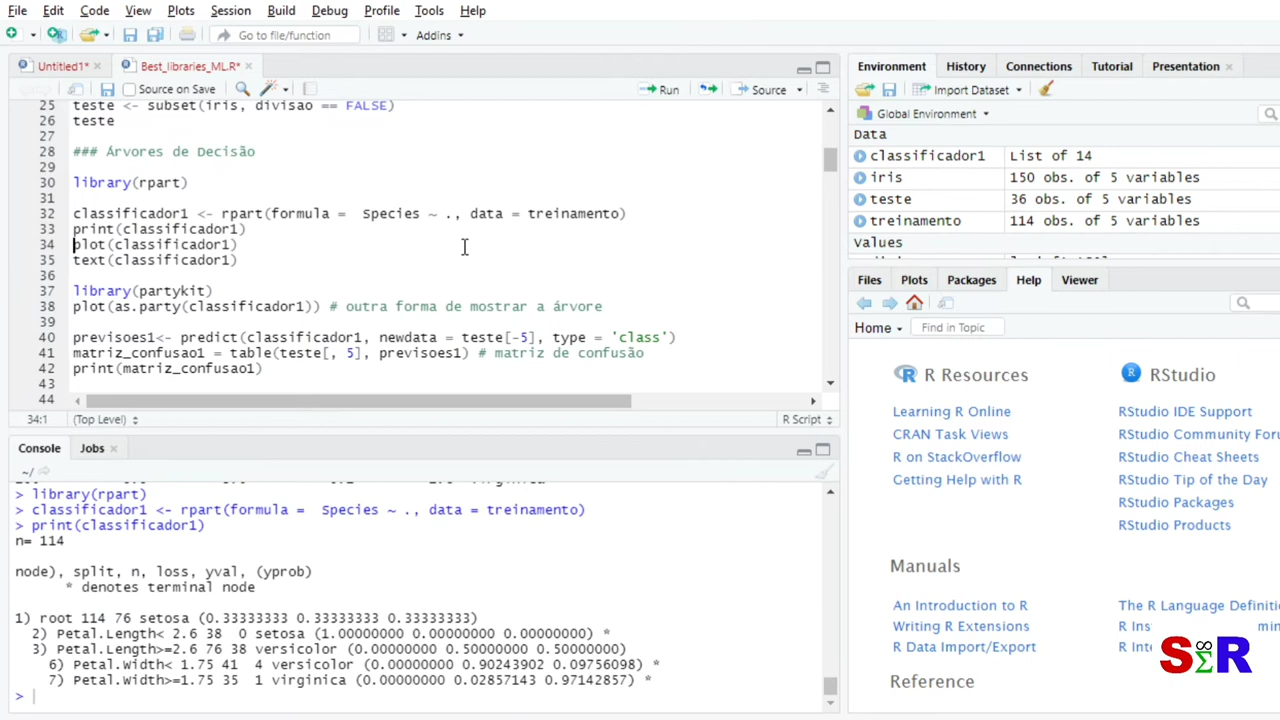 File Edit Code View Plots Session Build Debug Profile Tools Help
Go to file/function Addins
Untitled1* Best_libraries_ML.R*
Source on Save Run Source
25 teste <- subset(iris, divisao == FALSE)
26 teste
27
28 ### Árvores de Decisão
29
30 library(rpart)
31
32 classificador1 <- rpart(formula =  Species ~ ., data = treinamento)
33 print(classificador1)
34 plot(classificador1)
35 text(classificador1)
36
37 library(partykit)
38 plot(as.party(classificador1)) # outra forma de mostrar a árvore
39
40 previsoes1<- predict(classificador1, newdata = teste[-5], type = 'class')
41 matriz_confusao1 = table(teste[, 5], previsoes1) # matriz de confusão
42 print(matriz_confusao1)
43
44
34:1 (Top Level) R Script
Console Jobs
~/
> library(rpart)
> classificador1 <- rpart(formula =  Species ~ ., data = treinamento)
> print(classificador1)
n= 114
node), split, n, loss, yval, (yprob)
* denotes terminal node
1) root 114 76 setosa (0.33333333 0.33333333 0.33333333)
2) Petal.Length< 2.6 38  0 setosa (1.00000000 0.00000000 0.00000000) *
3) Petal.Length>=2.6 76 38 versicolor (0.00000000 0.50000000 0.50000000)
6) Petal.Width< 1.75 41  4 versicolor (0.00000000 0.90243902 0.09756098) *
7) Petal.Width>=1.75 35  1 virginica (0.00000000 0.02857143 0.97142857) *
>
Environment History Connections Tutorial Presentation
Import Dataset
Global Environment
Data
classificador1 List of 14
iris 150 obs. of 5 variables
teste 36 obs. of 5 variables
treinamento 114 obs. of 5 variables
Values
Files Plots Packages Help Viewer
Home Find in Topic
R Resources
Learning R Online
CRAN Task Views
R on StackOverflow
Getting Help with R
RStudio
RStudio IDE Support
RStudio Community Foru
RStudio Cheat Sheets
RStudio Tip of the Day
RStudio Packages
RStudio Products
Manuals
An Introduction to R
Writing R Extensions
R Data Import/Export
The R Language Definitio
R Ins
R Inte
Reference
S∞ΣR